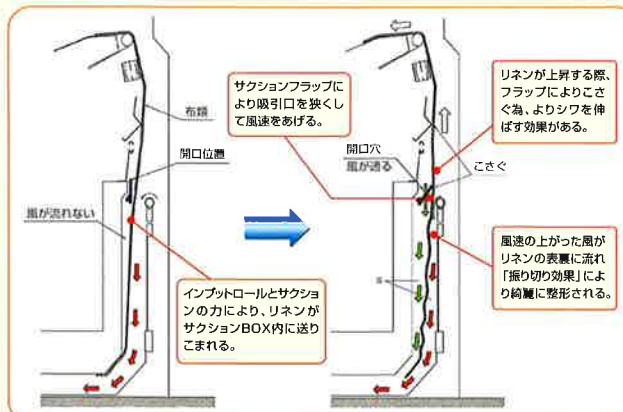 布類
開口位置
風が流れない
インプットロールとサクション
の力により、リネンが
サクションBOX内に送り
こまれる。
サクションフラップに
より吸引口を狭くし
て風速をあげる。
開口穴
風が通る
リネンが上昇する際、
フラップによりこさ
ぐ為、よりシワを伸
ばす効果がある。
こさぐ
風速の上がった風が
リネンの表裏に流れ
「振り切り効果」によ
り綺麗に整形される。